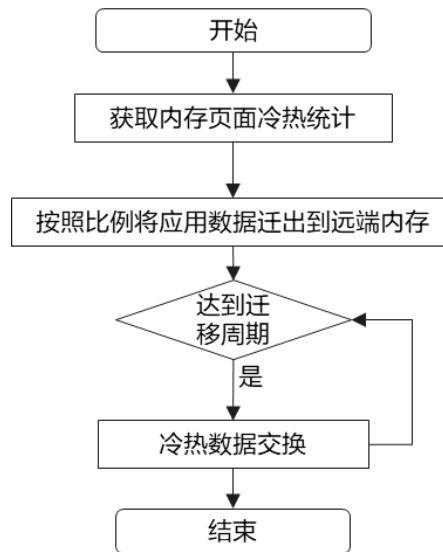 开始
获取内存页面冷热统计
按照比例将应用数据迁出到远端内存
达到迁
移周期
是
冷热数据交换
结束